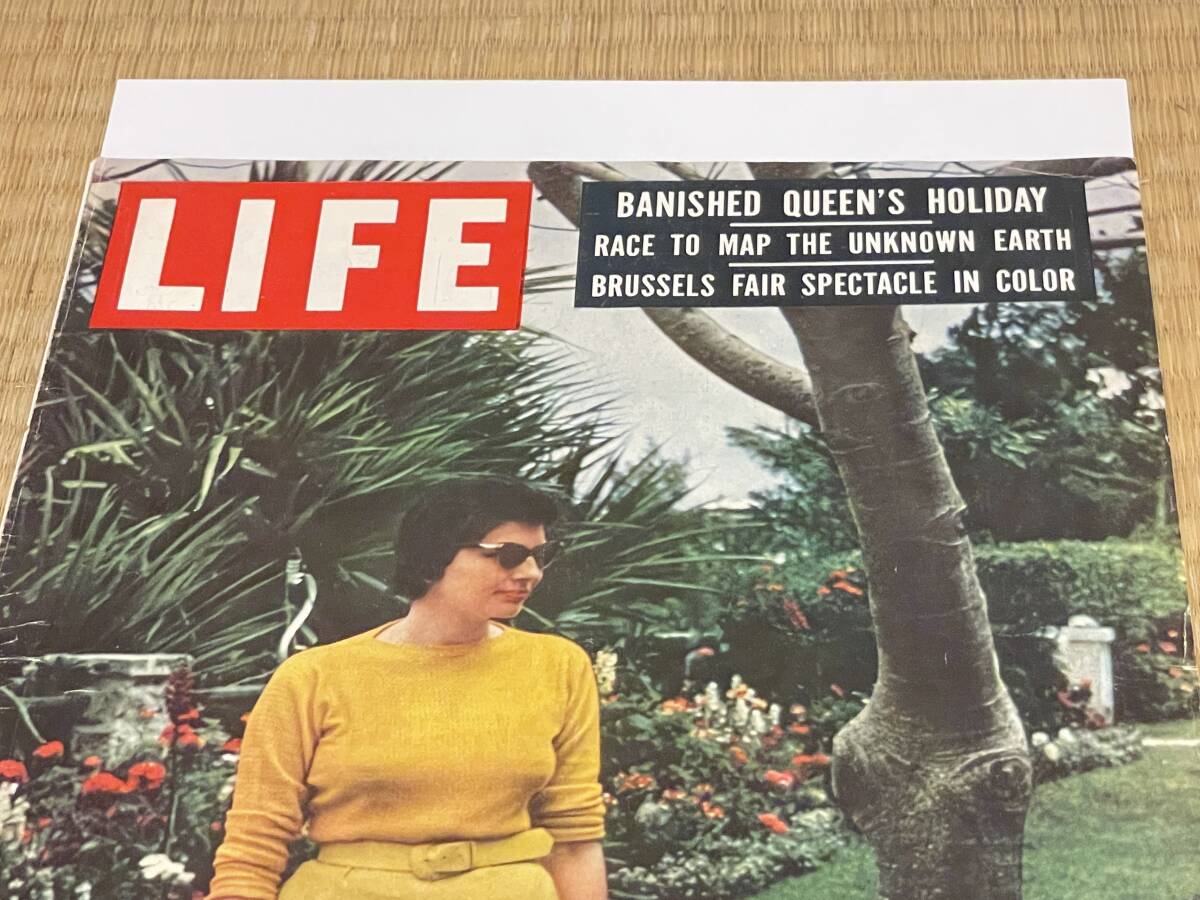 LIFE
BANISHED QUEEN'S HOLIDAY
RACE TO MAP THE UNKNOWN EARTH
BRUSSELS FAIR SPECTACLE IN COLOR